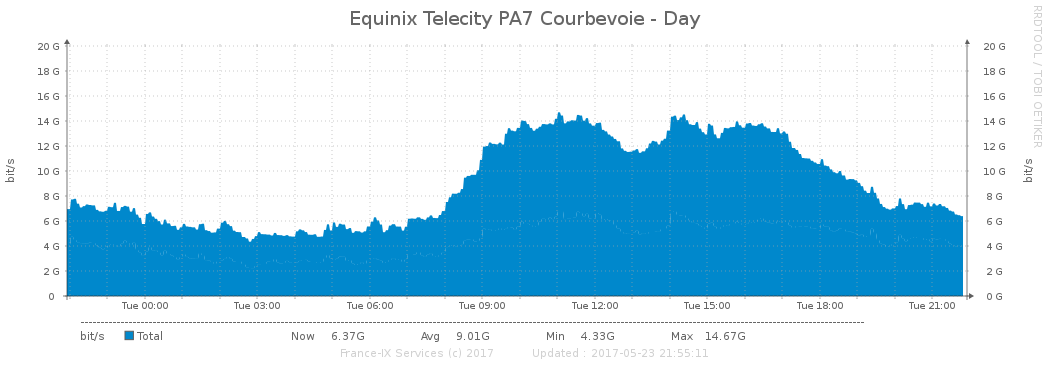 Equinix Telecity PA7 Courbevoie - Day
RRDTOOL / TOBI OETIKER
20 G 20 G
18 G 18 G
16 G 16 G
14 G 14 G
12 G 12 G
10 G 10 G
8 G 8 G
6 G 6 G
4 G 4 G
2 G 2 G
0 0 G
bit/s
bit/s
Tue 00:00 Tue 03:00 Tue 06:00 Tue 09:00 Tue 12:00 Tue 15:00 Tue 18:00 Tue 21:00
bit/s Total Now 6.37G Avg 9.01G Min 4.33G Max 14.67G
France-IX Services (c) 2017 Updated : 2017-05-23 21:55:11